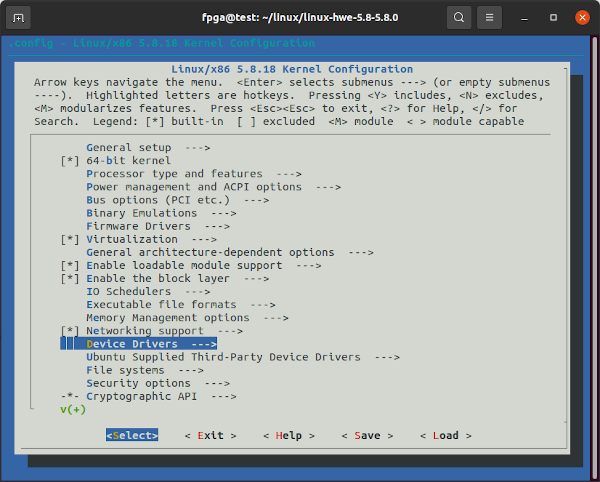 fpga@test: ~/linux/linux-hwe-5.8-5.8.0
.config - Linux/x86 5.8.18 Kernel Configuration
Linux/x86 5.8.18 Kernel Configuration
Arrow keys navigate the menu.  <Enter> selects submenus ---> (or empty submenus
----).  Highlighted letters are hotkeys.  Pressing <Y> includes, <N> excludes,
<M> modularizes features.  Press <Esc><Esc> to exit, <?> for Help, </> for
Search.  Legend: [*] built-in  [ ] excluded  <M> module  < > module capable
General setup  --->
[*] 64-bit kernel
Processor type and features  --->
Power management and ACPI options  --->
Bus options (PCI etc.)  --->
Binary Emulations  --->
Firmware Drivers  --->
[*] Virtualization  --->
General architecture-dependent options  --->
[*] Enable loadable module support  --->
[*] Enable the block layer  --->
IO Schedulers  --->
Executable file formats  --->
Memory Management options  --->
[*] Networking support  --->
Device Drivers  --->
Ubuntu Supplied Third-Party Device Drivers  --->
File systems  --->
Security options  --->
-*- Cryptographic API  --->
v(+)
<Select>    < Exit >    < Help >    < Save >    < Load >